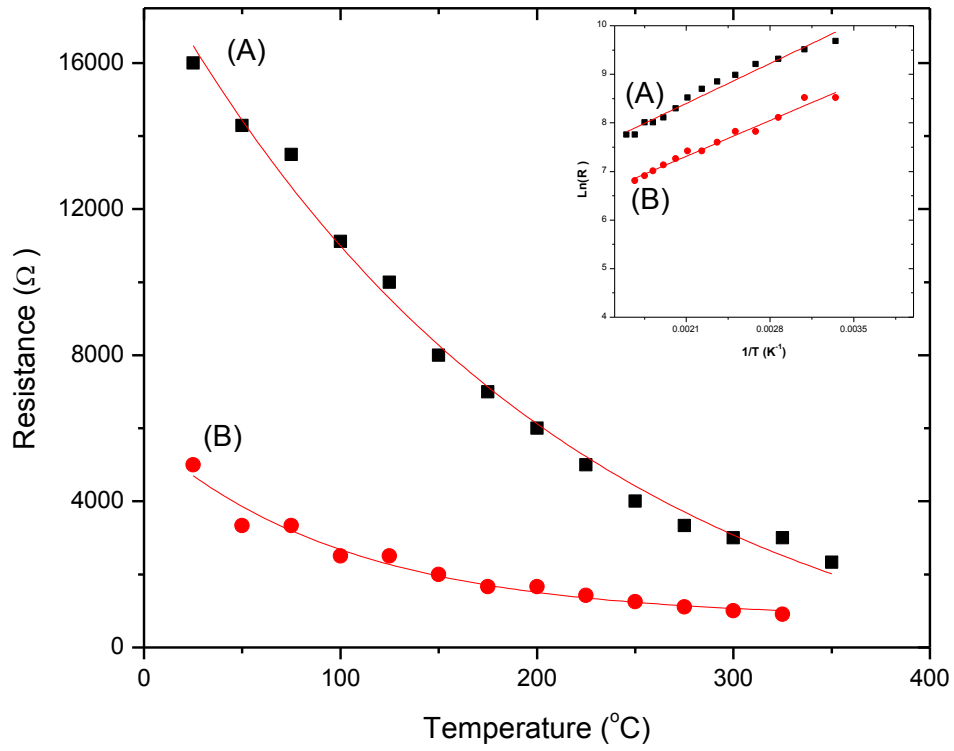 16000
12000
8000
4000
0
0
100
200
300
400
Resistance (Ω )
Temperature (°C)
(A)
(B)
10
9
8
7
6
5
4
0.0021
0.0028
0.0035
Ln(R )
1/T (K⁻¹)
(A)
(B)